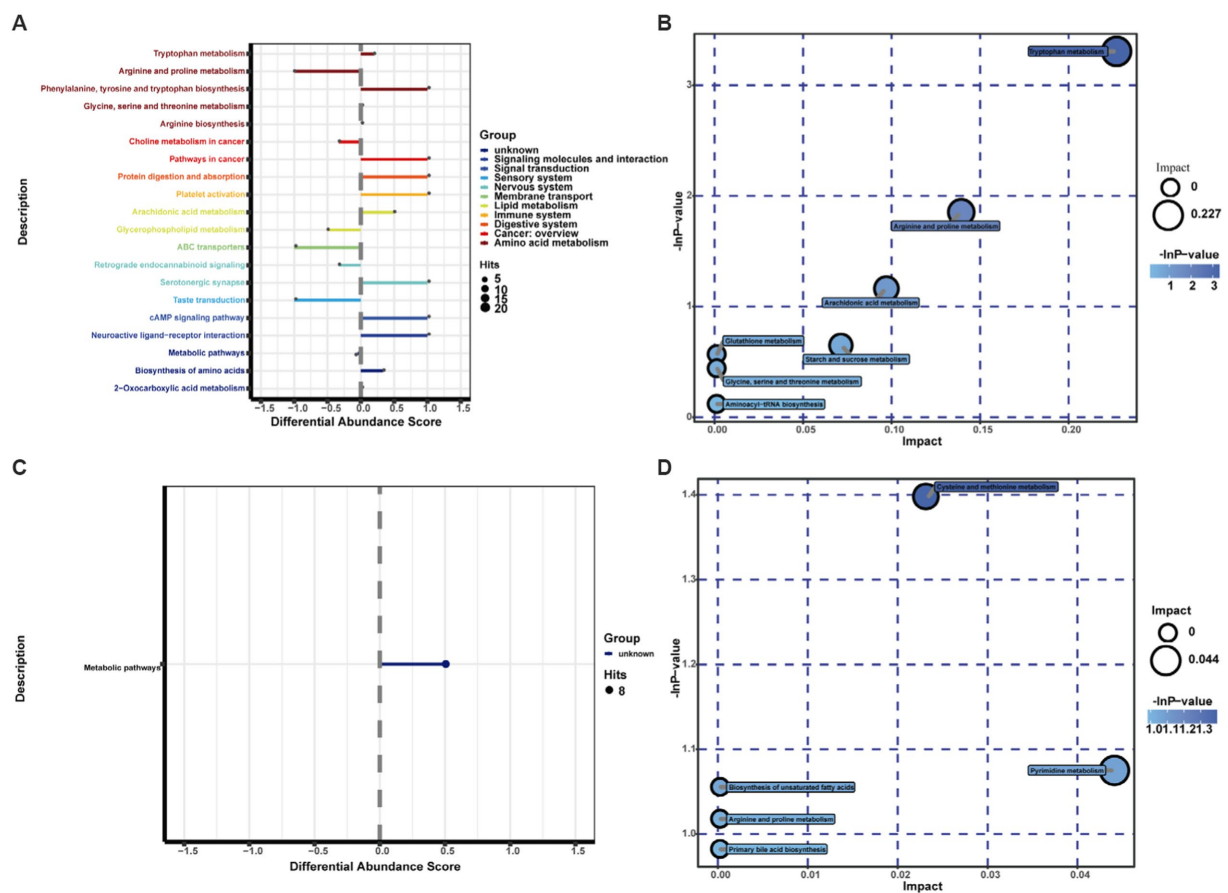 A
Description
Tryptophan metabolism
Arginine and proline metabolism
Phenylalanine, tyrosine and tryptophan biosynthesis
Glycine, serine and threonine metabolism
Arginine biosynthesis
Choline metabolism in cancer
Pathways in cancer
Protein digestion and absorption
Platelet activation
Arachidonic acid metabolism
Glycerophospholipid metabolism
ABC transporters
Retrograde endocannabinoid signaling
Serotonergic synapse
Taste transduction
cAMP signaling pathway
Neuroactive ligand−receptor interaction
Metabolic pathways
Biosynthesis of amino acids
2−Oxocarboxylic acid metabolism
−1.5 −1.0 −0.5 0.0 0.5 1.0 1.5
Differential Abundance Score
Group
unknown
Signaling molecules and interaction
Signal transduction
Sensory system
Nervous system
Membrane transport
Lipid metabolism
Immune system
Digestive system
Cancer: overview
Amino acid metabolism
Hits
5
10
15
20
B
-lnP−value
3
2
1
0
Tryptophan metabolism
Arginine and proline metabolism
Arachidonic acid metabolism
Glutathione metabolism
Starch and sucrose metabolism
Glycine, serine and threonine metabolism
Aminoacyl−tRNA biosynthesis
0.00 0.05 0.10 0.15 0.20
Impact
Impact
0
0.227
-lnP−value
1 2 3
C
Description
Metabolic pathways
−1.5 −1.0 −0.5 0.0 0.5 1.0 1.5
Differential Abundance Score
Group
unknown
Hits
8
D
-lnP−value
1.4
1.3
1.2
1.1
1.0
Cysteine and methionine metabolism
Pyrimidine metabolism
Biosynthesis of unsaturated fatty acids
Arginine and proline metabolism
Primary bile acid biosynthesis
0.00 0.01 0.02 0.03 0.04
Impact
Impact
0
0.044
-lnP−value
1.01.11.21.3